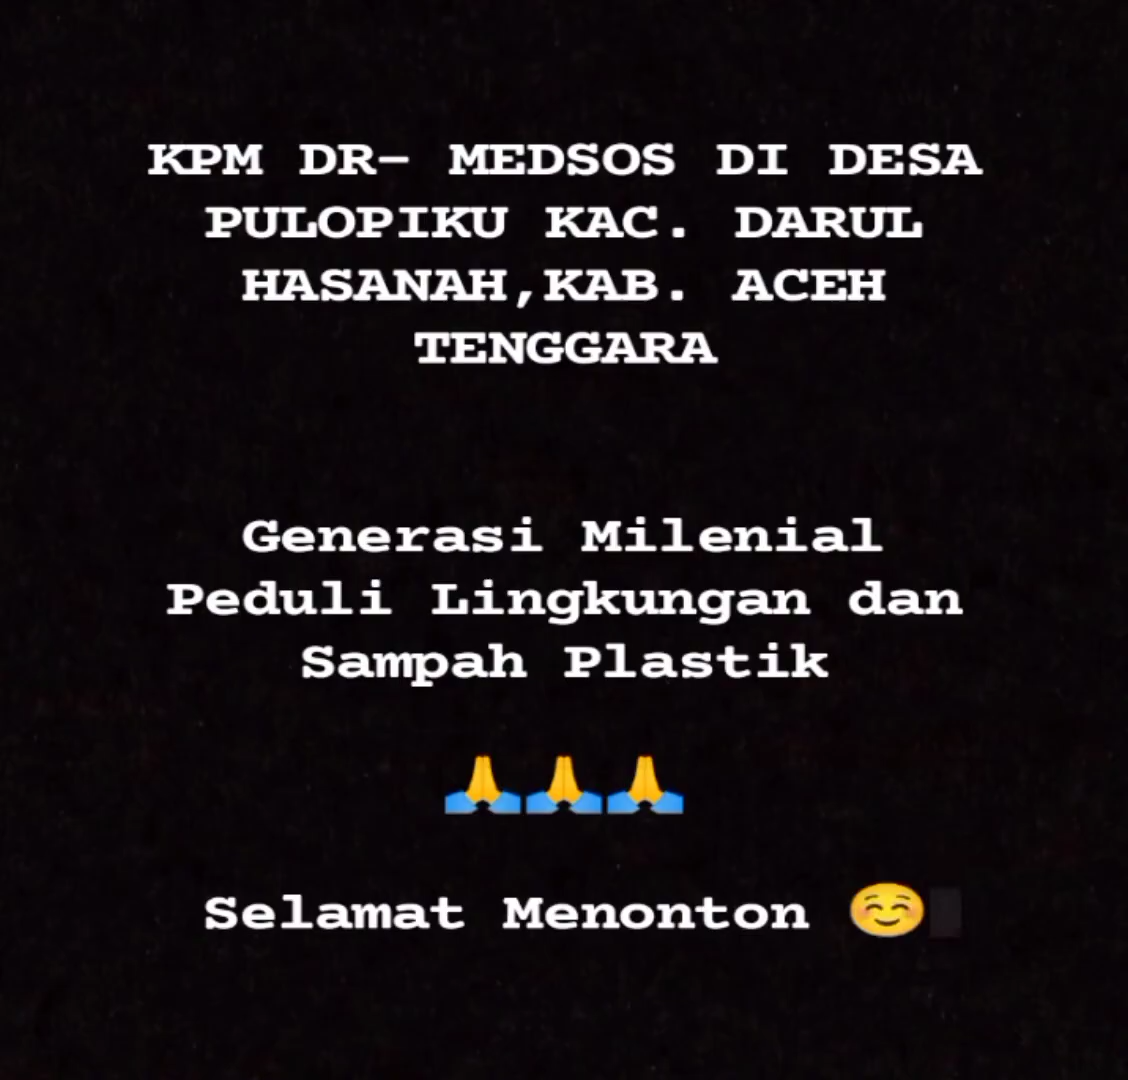 KPM DR- MEDSOS DI DESA
PULOPIKU KAC. DARUL
HASANAH,KAB. ACEH
TENGGARA
Generasi Milenial
Peduli Lingkungan dan
Sampah Plastik
🙏🙏🙏
Selamat Menonton ☺️